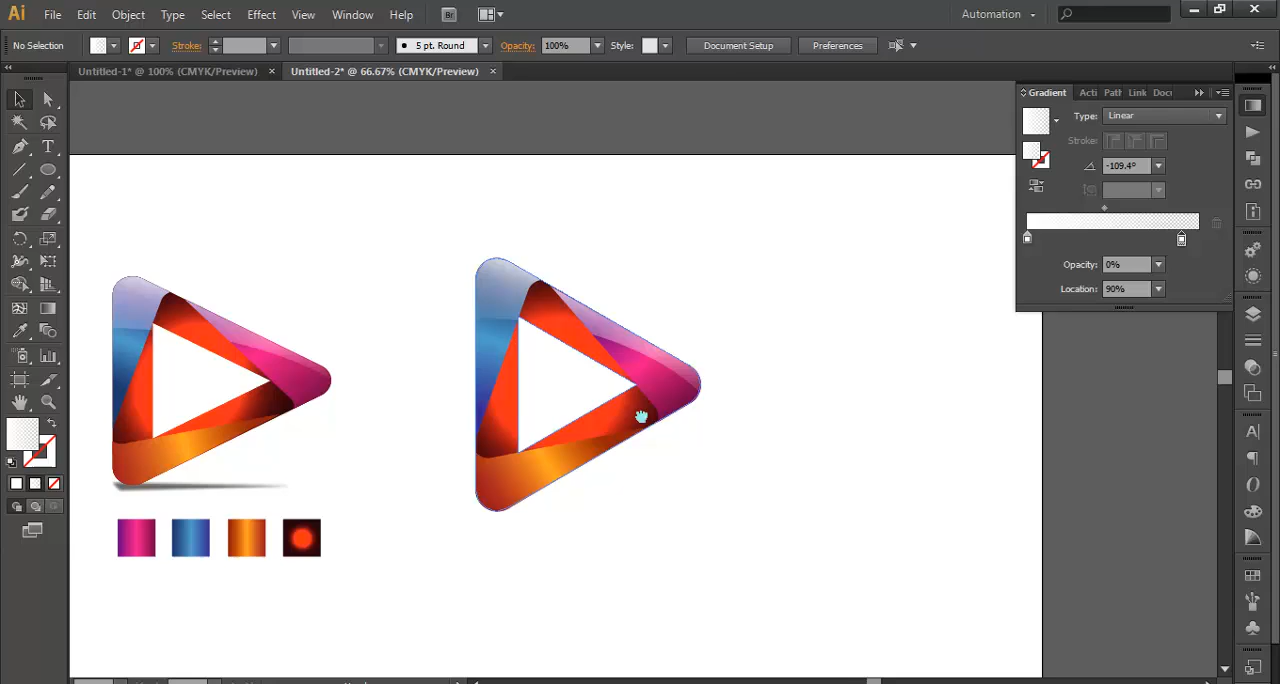 Ai File Edit Object Type Select Effect View Window Help Br Automation
No Selection Stroke: 5 pt. Round Opacity: 100% Style: Document Setup Preferences
Untitled-1* @ 100% (CMYK/Preview) × Untitled-2* @ 66.67% (CMYK/Preview) ×
Gradient Acti Path Link Docu
Type: Linear
Stroke:
-109.4°
Opacity: 0%
Location: 90%